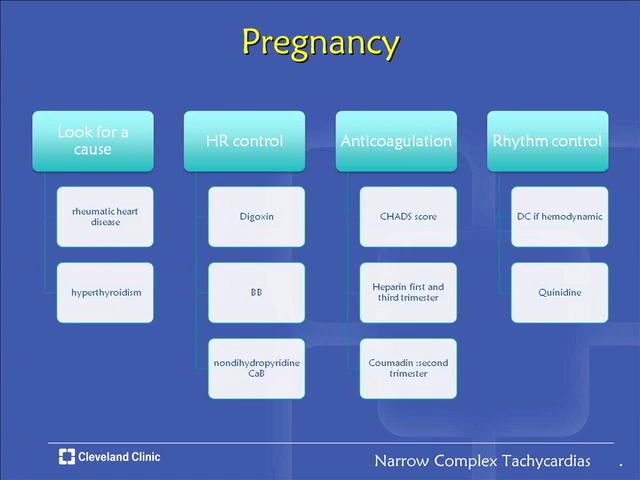 Pregnancy
Look for a
cause
rheumatic heart
disease
hyperthyroidism
HR control
Digoxin
BB
nondihydropyridine
CaB
Anticoagulation
CHADS score
Heparin first and
third trimester
Coumadin :second
trimester
Rhythm control
DC if hemodynamic
Quinidine
Cleveland Clinic
Narrow Complex Tachycardias .